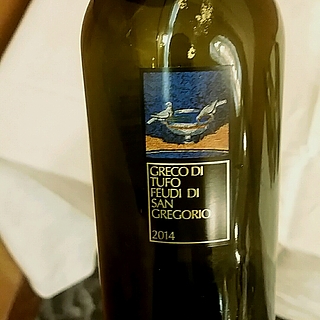 GRECO DI
TUFO
FEUDI DI
SAN
GREGORIO
2014